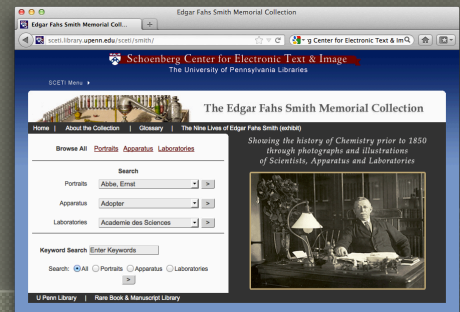 Edgar Fahs Smith Memorial Collection
Edgar Fahs Smith Memorial Coll...
sceti.library.upenn.edu/sceti/smith/
g Center for Electronic Text & Im
Schoenberg Center for Electronic Text & Image
The University of Pennsylvania Libraries
SCETI Menu
The Edgar Fahs Smith Memorial Collection
Home | About the Collection | Glossary | The Nine Lives of Edgar Fahs Smith (exhibit)
Browse All Portraits Apparatus Laboratories
Search
Portraits Abbe, Ernst >
Apparatus Adopter >
Laboratories Academie des Sciences >
Keyword Search Enter Keywords
Search: All Portraits Apparatus Laboratories
>
Showing the history of Chemistry prior to 1850
through photographs and illustrations
of Scientists, Apparatus and Laboratories
U Penn Library | Rare Book & Manuscript Library